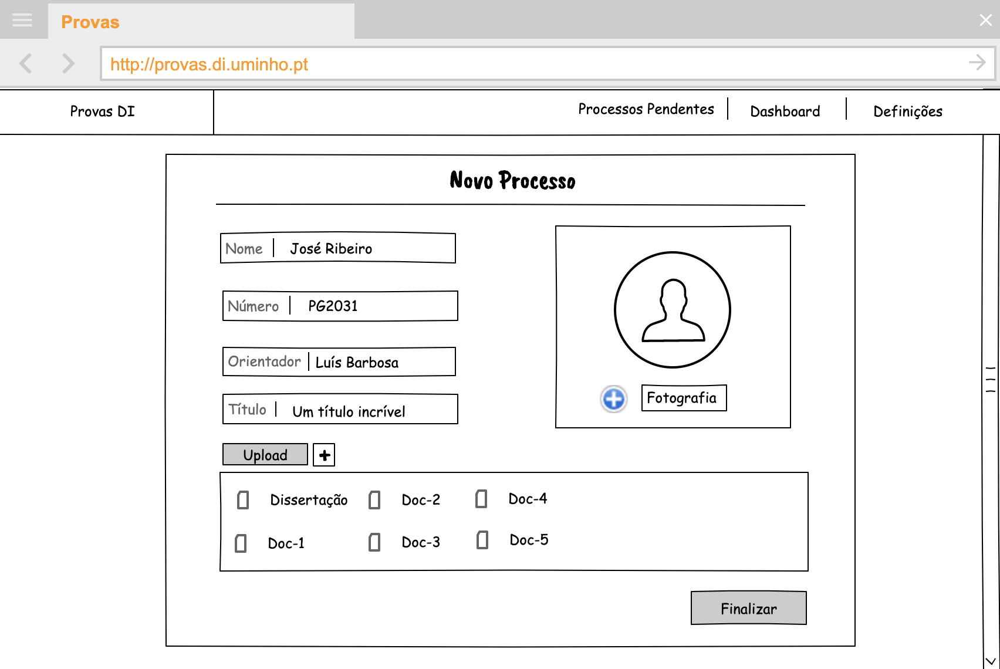 Provas
http://provas.di.uminho.pt
Provas DI
Processos Pendentes
Dashboard
Definições
Novo Processo
Nome
José Ribeiro
Número
PG2031
Orientador
Luís Barbosa
Título
Um título incrível
Fotografia
Upload
Dissertação
Doc-2
Doc-4
Doc-1
Doc-3
Doc-5
Finalizar